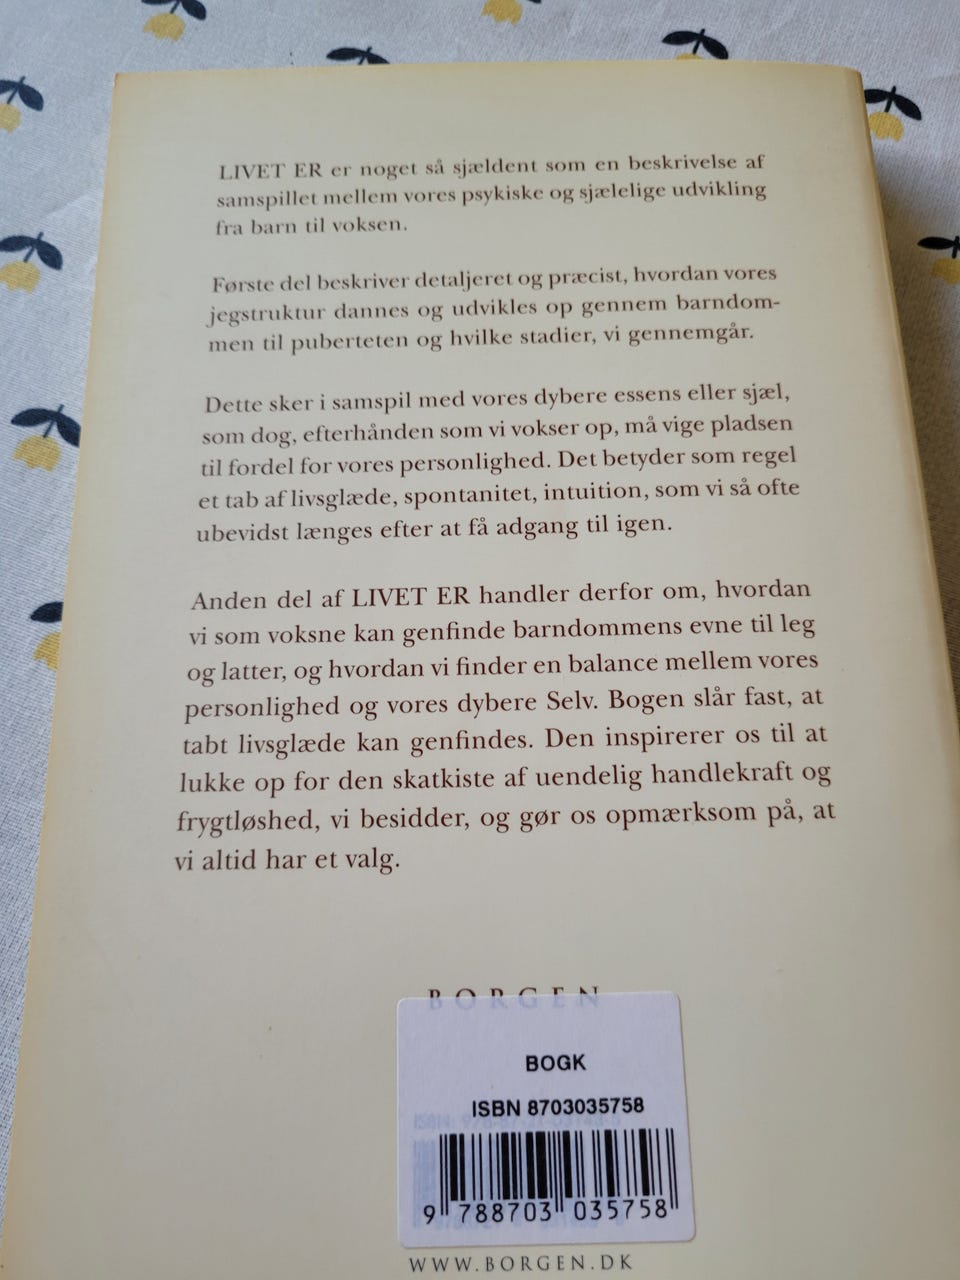 LIVET ER er noget så sjældent som en beskrivelse af
samspillet mellem vores psykiske og sjælelige udvikling
fra barn til voksen.
Første del beskriver detaljeret og præcist, hvordan vores
jegstruktur dannes og udvikles op gennem barndom-
men til puberteten og hvilke stadier, vi gennemgår.
Dette sker i samspil med vores dybere essens eller sjæl,
som dog, efterhånden som vi vokser op, må vige pladsen
til fordel for vores personlighed. Det betyder som regel
et tab af livsglæde, spontanitet, intuition, som vi så ofte
ubevidst længes efter at få adgang til igen.
Anden del af LIVET ER handler derfor om, hvordan
vi som voksne kan genfinde barndommens evne til leg
og latter, og hvordan vi finder en balance mellem vores
personlighed og vores dybere Selv. Bogen slår fast, at
tabt livsglæde kan genfindes. Den inspirerer os til at
lukke op for den skatkiste af uendelig handlekraft og
frygtløshed, vi besidder, og gør os opmærksom på, at
vi altid har et valg.
BORGEN
BOGK
ISBN 8703035758
9 788703 035758
WWW.BORGEN.DK